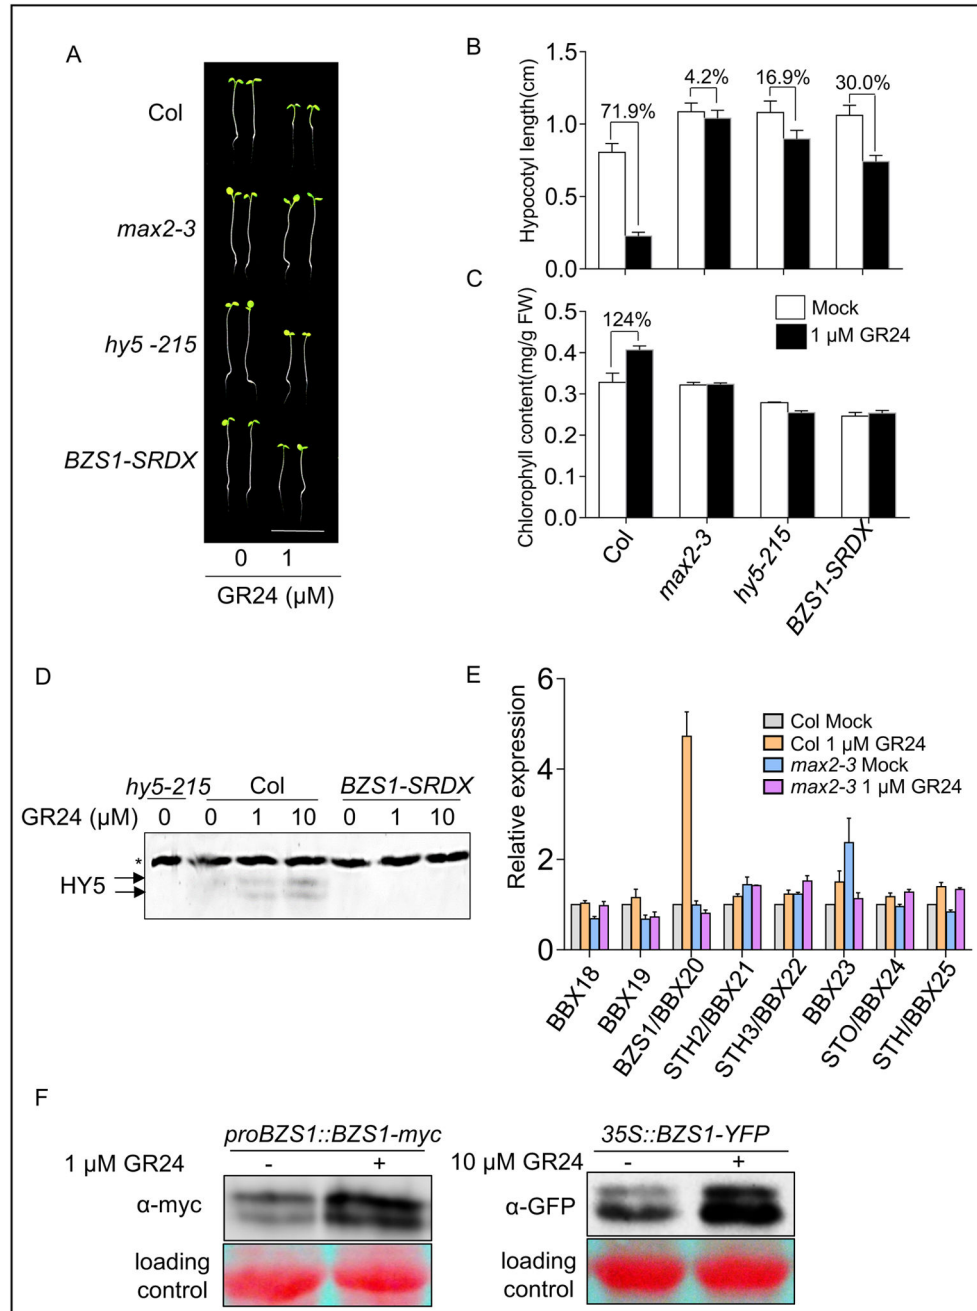 A
Col
max2-3
hy5 -215
BZS1-SRDX
0 1
GR24 (µM)
B
Hypocotyl length(cm)
1.5
1.0
0.5
0.0
71.9%
4.2%
16.9%
30.0%
C
Chlorophyll content(mg/g FW)
0.5
0.4
0.3
0.2
0.1
0.0
124%
Mock
1 µM GR24
Col
max2-3
hy5-215
BZS1-SRDX
D
hy5-215 Col BZS1-SRDX
GR24 (µM) 0 0 1 10 0 1 10
*
HY5
E
Relative expression
6
4
2
0
Col Mock
Col 1 µM GR24
max2-3 Mock
max2-3 1 µM GR24
BBX18
BBX19
BZS1/BBX20
STH2/BBX21
STH3/BBX22
BBX23
STO/BBX24
STH/BBX25
F
proBZS1::BZS1-myc
1 µM GR24 - +
α-myc
loading
control
35S::BZS1-YFP
10 µM GR24 - +
α-GFP
loading
control